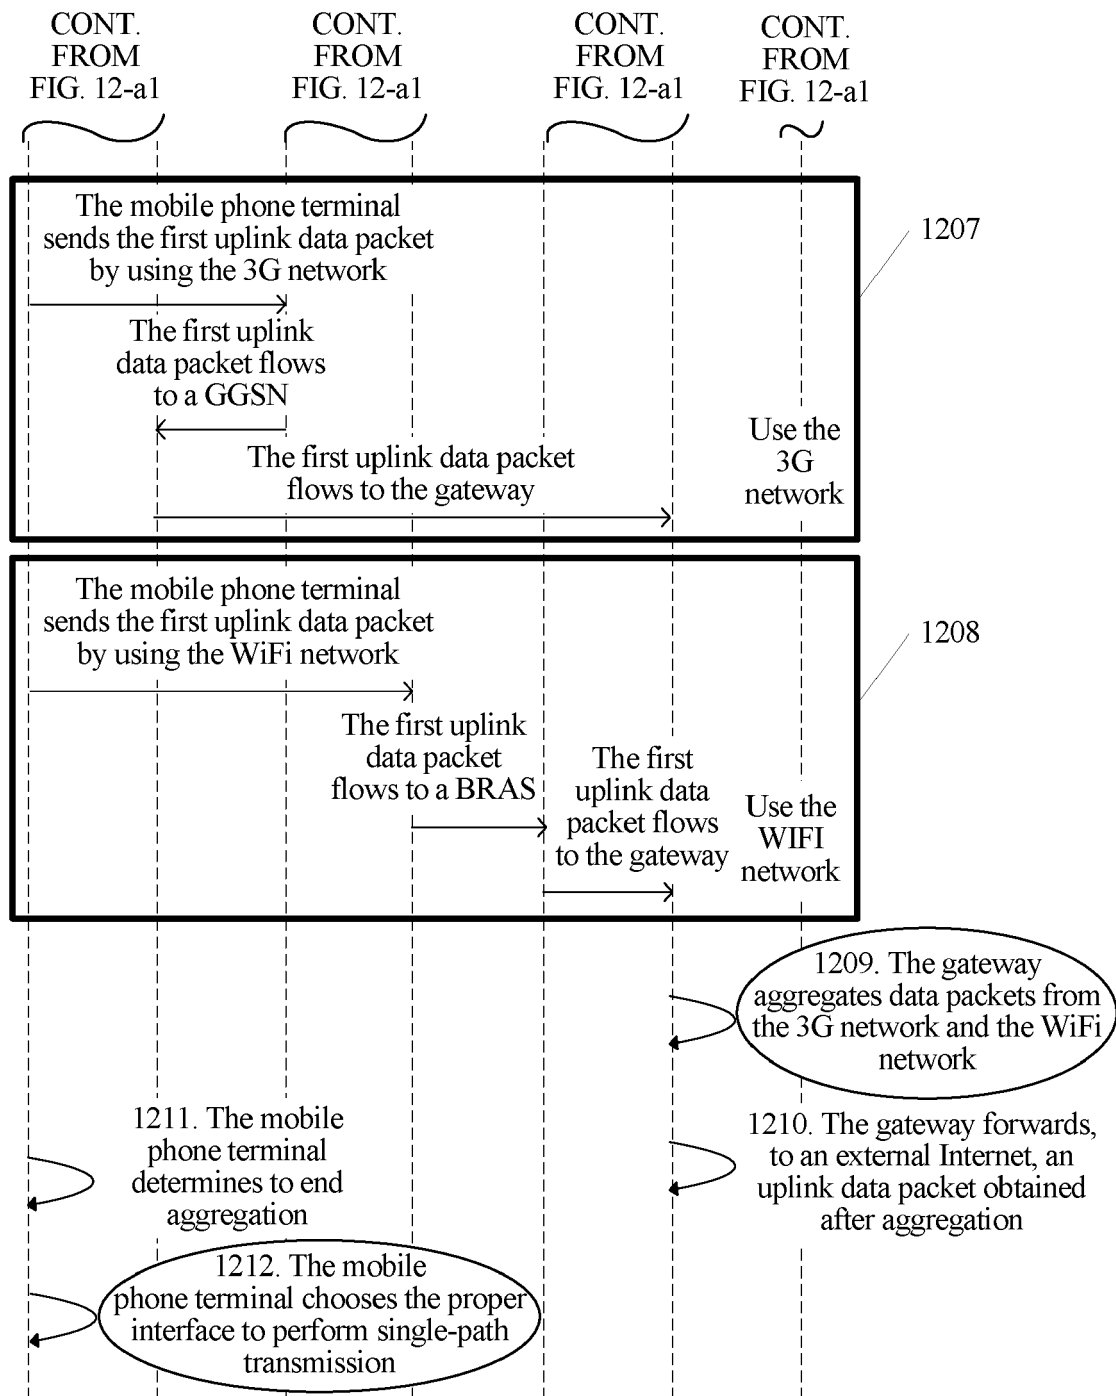 CONT.
FROM
FIG. 12-a1
CONT.
FROM
FIG. 12-a1
CONT.
FROM
FIG. 12-a1
CONT.
FROM
FIG. 12-a1
The mobile phone terminal
sends the first uplink data packet
by using the 3G network
1207
The first uplink
data packet flows
to a GGSN
The first uplink data packet
flows to the gateway
Use the
3G
network
The mobile phone terminal
sends the first uplink data packet
by using the WiFi network
1208
The first uplink
data packet
flows to a BRAS
The first
uplink data
packet flows
to the gateway
Use the
WIFI
network
1209. The gateway
aggregates data packets from
the 3G network and the WiFi
network
1211. The mobile
phone terminal
determines to end
aggregation
1210. The gateway forwards,
to an external Internet, an
uplink data packet obtained
after aggregation
1212. The mobile
phone terminal chooses the proper
interface to perform single-path
transmission